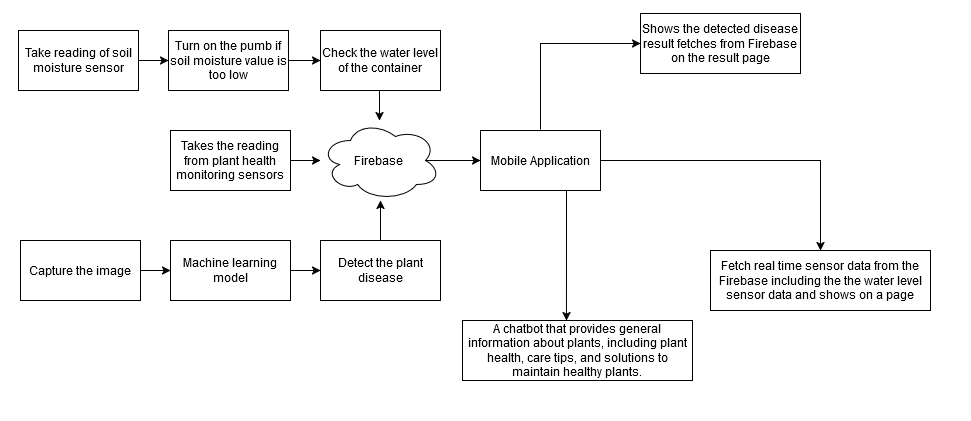 Take reading of soil
moisture sensor
Turn on the pumb if
soil moisture value is
too low
Check the water level
of the container
Shows the detected disease
result fetches from Firebase
on the result page
Takes the reading
from plant health
monitoring sensors
Firebase
Mobile Application
Capture the image
Machine learning
model
Detect the plant
disease
Fetch real time sensor data from the
Firebase including the the water level
sensor data and shows on a page
A chatbot that provides general
information about plants, including plant
health, care tips, and solutions to
maintain healthy plants.